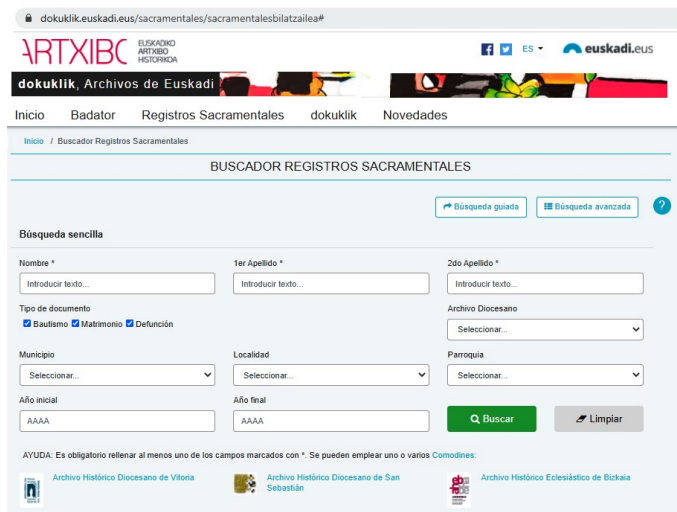 dokuklik.euskadi.eus/sacramentales/sacramentalesbilatzailea#
ARTXIBO EUSKADIKO ARTXIBO HISTORIKOA
ES
euskadi.eus
dokuklik, Archivos de Euskadi
Inicio Badator Registros Sacramentales dokuklik Novedades
Inicio / Buscador Registros Sacramentales
BUSCADOR REGISTROS SACRAMENTALES
Búsqueda guiada Búsqueda avanzada ?
Búsqueda sencilla
Nombre * 1er Apellido * 2do Apellido *
Introducir texto... Introducir texto... Introducir texto...
Tipo de documento Archivo Diocesano
Bautismo Matrimonio Defunción
Seleccionar...
Municipio Localidad Parroquia
Seleccionar... Seleccionar... Seleccionar...
Año inicial Año final
AAAA AAAA Buscar Limpiar
AYUDA: Es obligatorio rellenar al menos uno de los campos marcados con *. Se pueden emplear uno o varios Comodines:
Archivo Histórico Diocesano de Vitoria
Archivo Histórico Diocesano de San
Sebastián
Archivo Histórico Eclesiástico de Bizkaia